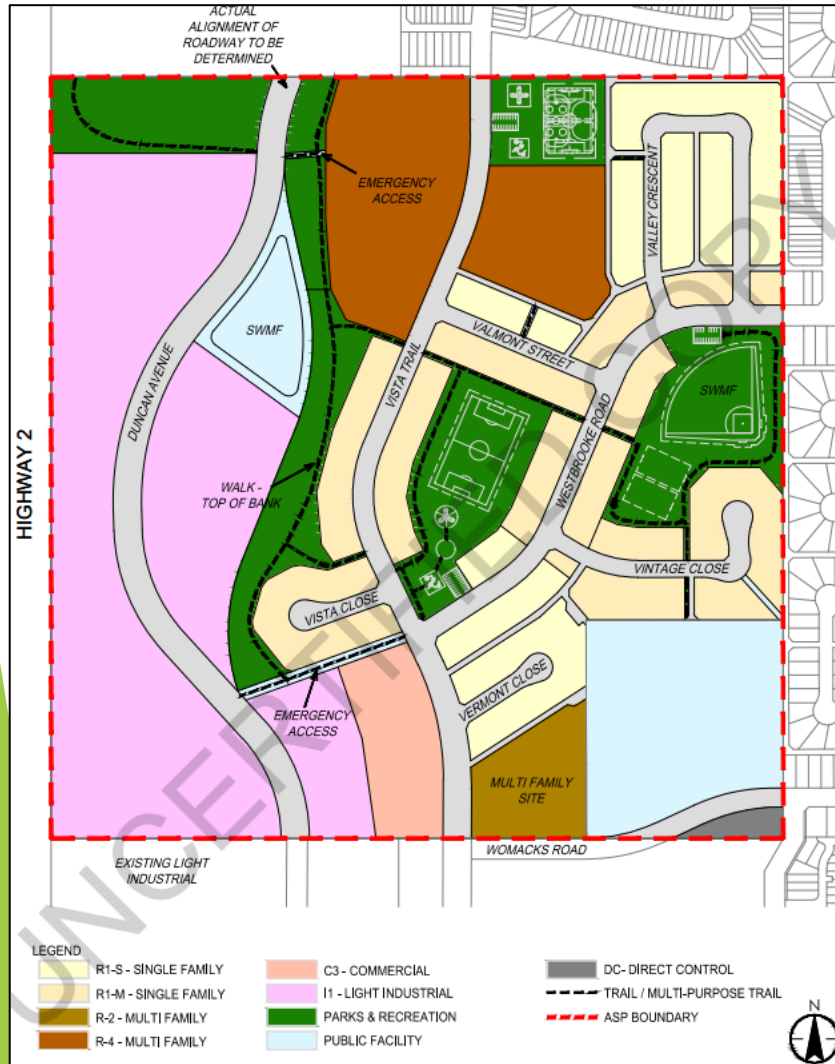 ACTUAL
ALIGNMENT OF
ROADWAY TO BE
DETERMINED
EMERGENCY
ACCESS
VALLEY CRESCENT
SWMF
VALMONT STREET
DUNCAN AVENUE
VISTA TRAIL
SWMF
WESTBROOKE ROAD
HIGHWAY 2
WALK -
TOP OF BANK
VINTAGE CLOSE
VISTA CLOSE
VERMONT CLOSE
EMERGENCY
ACCESS
MULTI FAMILY
SITE
WOMACKS ROAD
EXISTING LIGHT
INDUSTRIAL
UNCERTIFIED COPY
LEGEND
R1-S - SINGLE FAMILY
R1-M - SINGLE FAMILY
R-2 - MULTI FAMILY
R-4 - MULTI FAMILY
C3 - COMMERCIAL
I1 - LIGHT INDUSTRIAL
PARKS & RECREATION
PUBLIC FACILITY
DC- DIRECT CONTROL
TRAIL / MULTI-PURPOSE TRAIL
ASP BOUNDARY
N